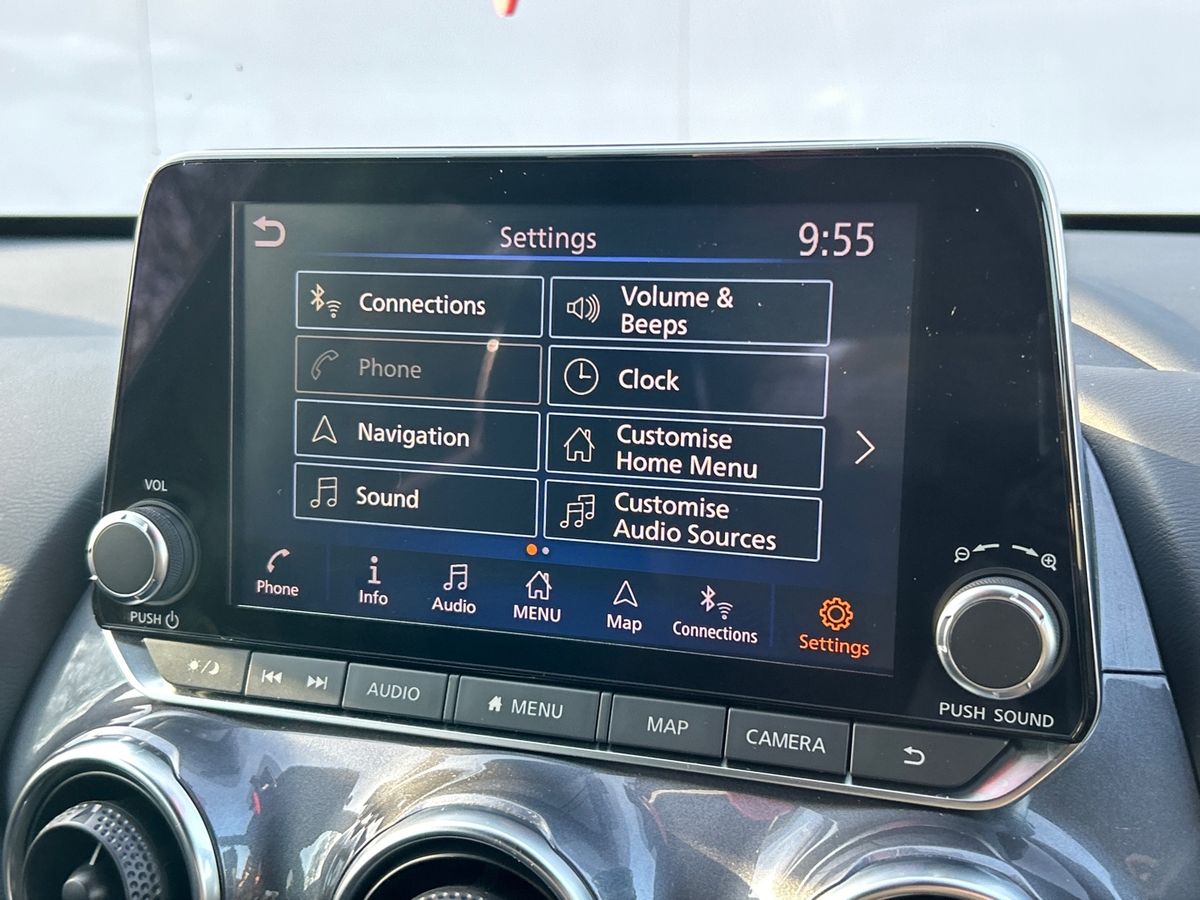 Settings
9:55
Connections
Volume &
Beeps
Phone
Clock
Navigation
Customise
Home Menu
Sound
Customise
Audio Sources
Phone
Info
Audio
MENU
Map
Connections
Settings
VOL
PUSH
PUSH SOUND
AUDIO
MENU
MAP
CAMERA